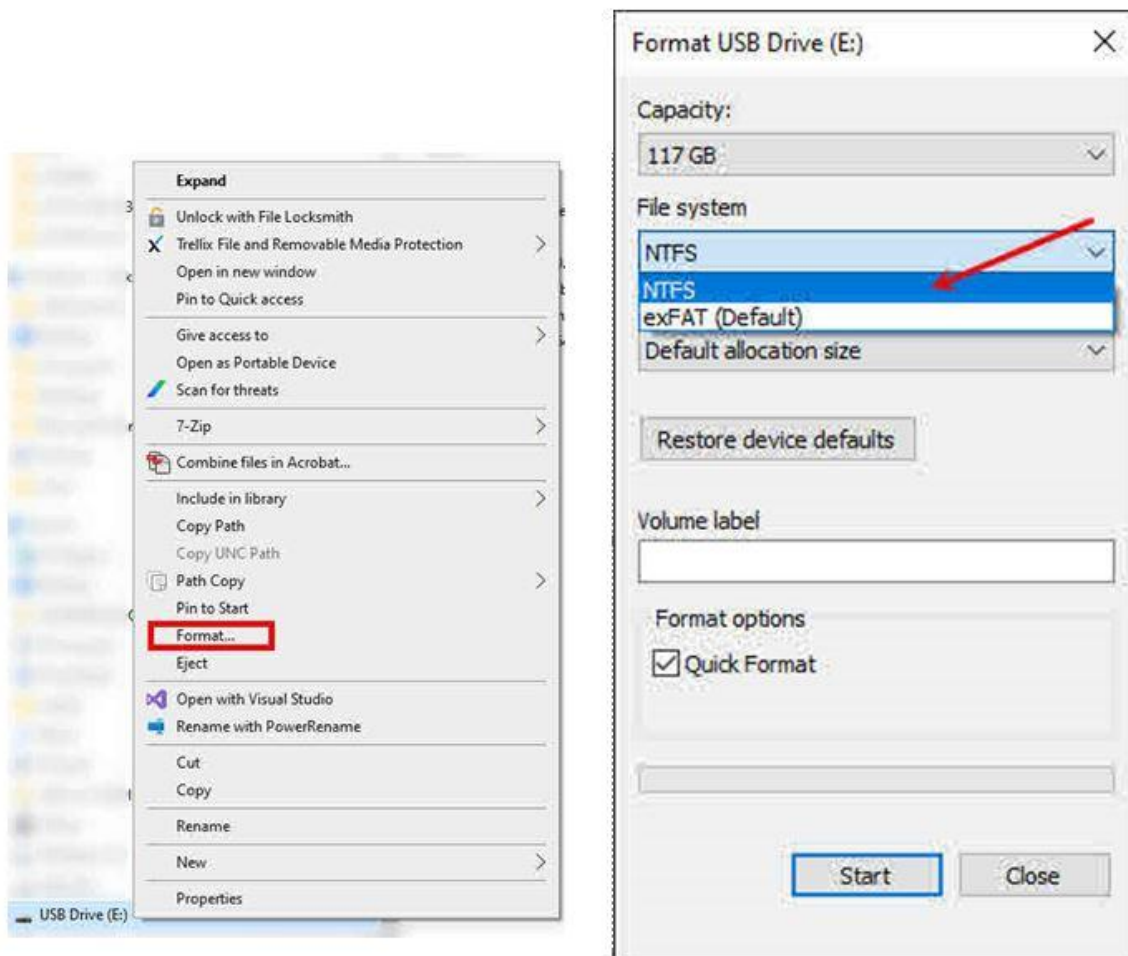 Expand
Unlock with File Locksmith
Trellix File and Removable Media Protection
Open in new window
Pin to Quick access
Give access to
Open as Portable Device
Scan for threats
7-Zip
Combine files in Acrobat...
Include in library
Copy Path
Copy UNC Path
Path Copy
Pin to Start
Format...
Eject
Open with Visual Studio
Rename with PowerRename
Cut
Copy
Rename
New
Properties
USB Drive (E:)
Format USB Drive (E:)
Capacity:
117 GB
File system
NTFS
NTFS
exFAT (Default)
Default allocation size
Restore device defaults
Volume label
Format options
Quick Format
Start
Close